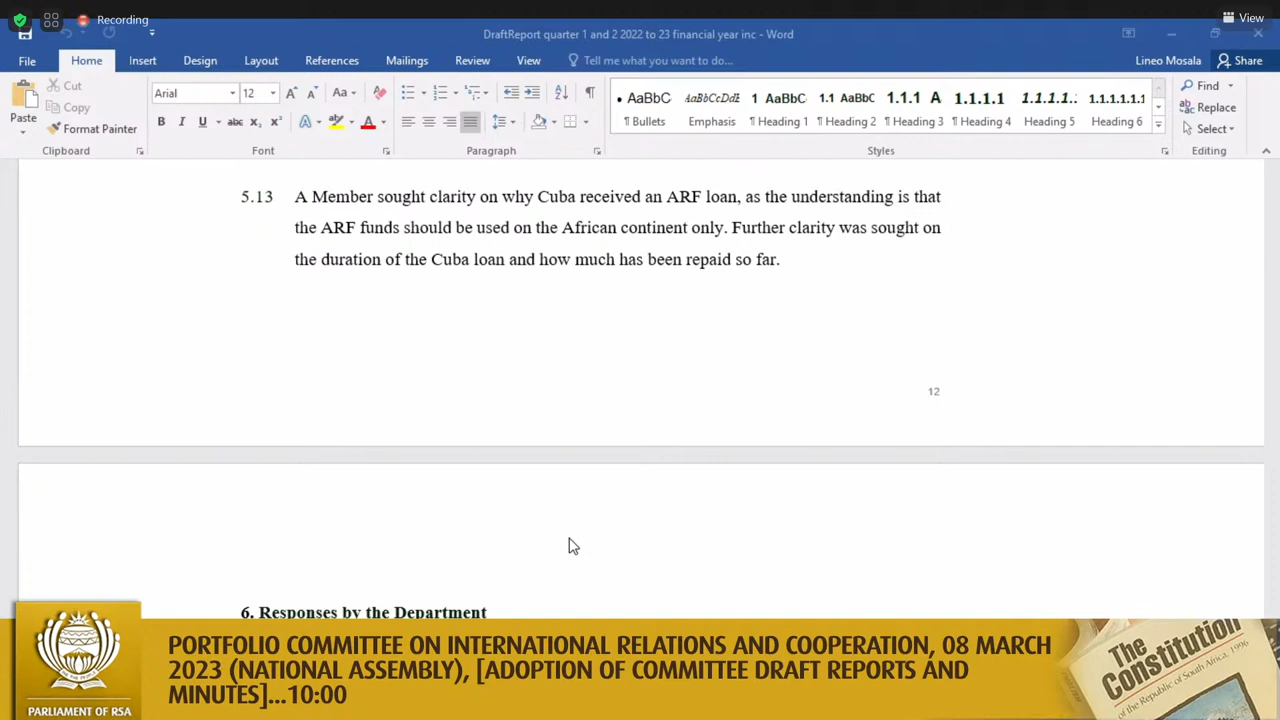 Recording
View
DraftReport quarter 1 and 2 2022 to 23 financial year inc - Word
File Home Insert Design Layout References Mailings Review View Tell me what you want to do... Lineo Mosala Share
Cut
Copy
Format Painter
Paste
Clipboard
Arial 12
Font
Paragraph
AaBbC AaBbCcDdE 1 AaBbC 1.1 AaBbC 1.1.1 A 1.1.1.1 1.1.1.1. 1.1.1.1.1
¶ Bullets Emphasis ¶ Heading 1 ¶ Heading 2 ¶ Heading 3 ¶ Heading 4 ¶ Heading 5 ¶ Heading 6
Styles
Find
Replace
Select
Editing
5.13 A Member sought clarity on why Cuba received an ARF loan, as the understanding is that
the ARF funds should be used on the African continent only. Further clarity was sought on
the duration of the Cuba loan and how much has been repaid so far.
12
6. Responses by the Department
PORTFOLIO COMMITTEE ON INTERNATIONAL RELATIONS AND COOPERATION, 08 MARCH
2023 (NATIONAL ASSEMBLY), [ADOPTION OF COMMITTEE DRAFT REPORTS AND
MINUTES]...10:00
PARLIAMENT OF RSA
The
Constitution
of the Republic of South Africa, 1996